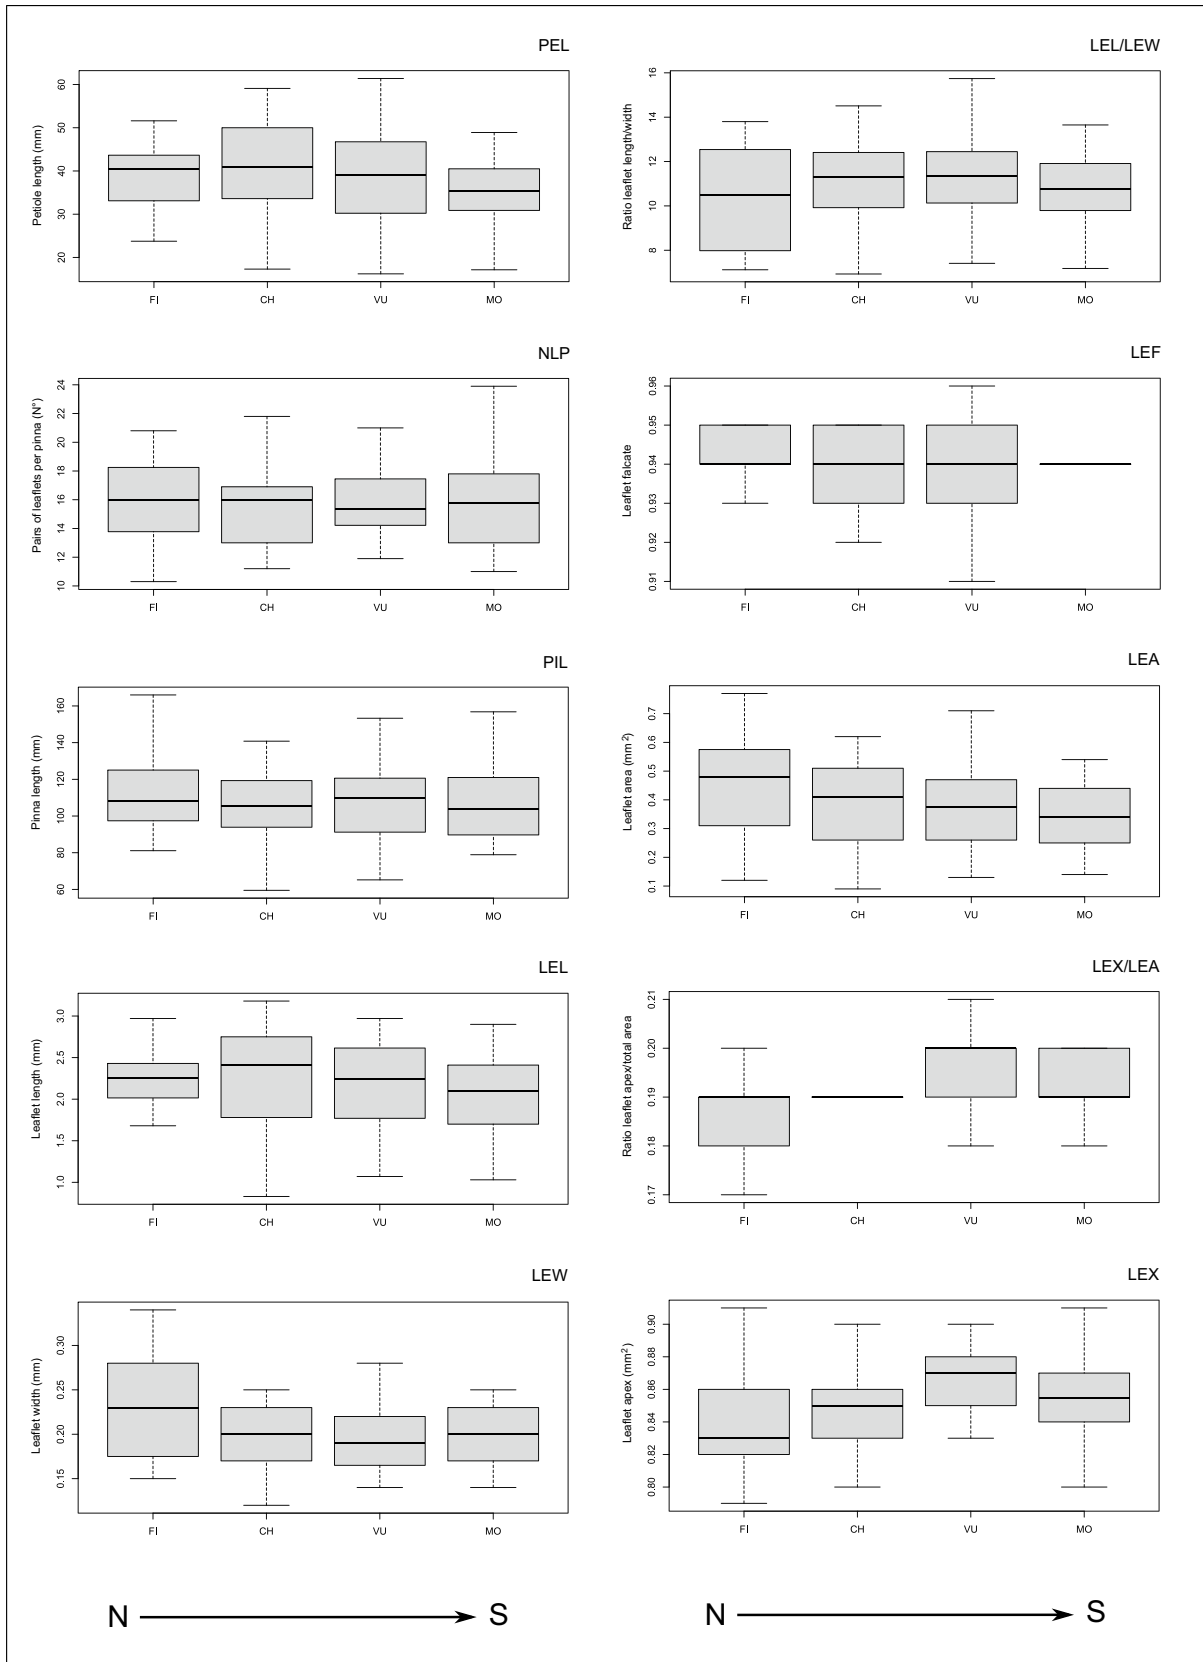 PEL
Petiole length (mm)
60
50
40
30
20
FI CH VU MO
LEL/LEW
Ratio leaflet length/width
16
14
12
10
8
FI CH VU MO
NLP
Pairs of leaflets per pinna (N°)
24
22
20
18
16
14
12
10
FI CH VU MO
LEF
Leaflet falcate
0.96
0.95
0.94
0.93
0.92
0.91
FI CH VU MO
PIL
Pinna length (mm)
160
140
120
100
80
60
FI CH VU MO
LEA
Leaflet area (mm²)
0.7
0.6
0.5
0.4
0.3
0.2
0.1
FI CH VU MO
LEL
Leaflet length (mm)
3.0
2.5
2.0
1.5
1.0
FI CH VU MO
LEX/LEA
Ratio leaflet apex/total area
0.21
0.20
0.19
0.18
0.17
FI CH VU MO
LEW
Leaflet width (mm)
0.30
0.25
0.20
0.15
FI CH VU MO
LEX
Leaflet apex (mm²)
0.90
0.88
0.86
0.84
0.82
0.80
FI CH VU MO
N S
N S